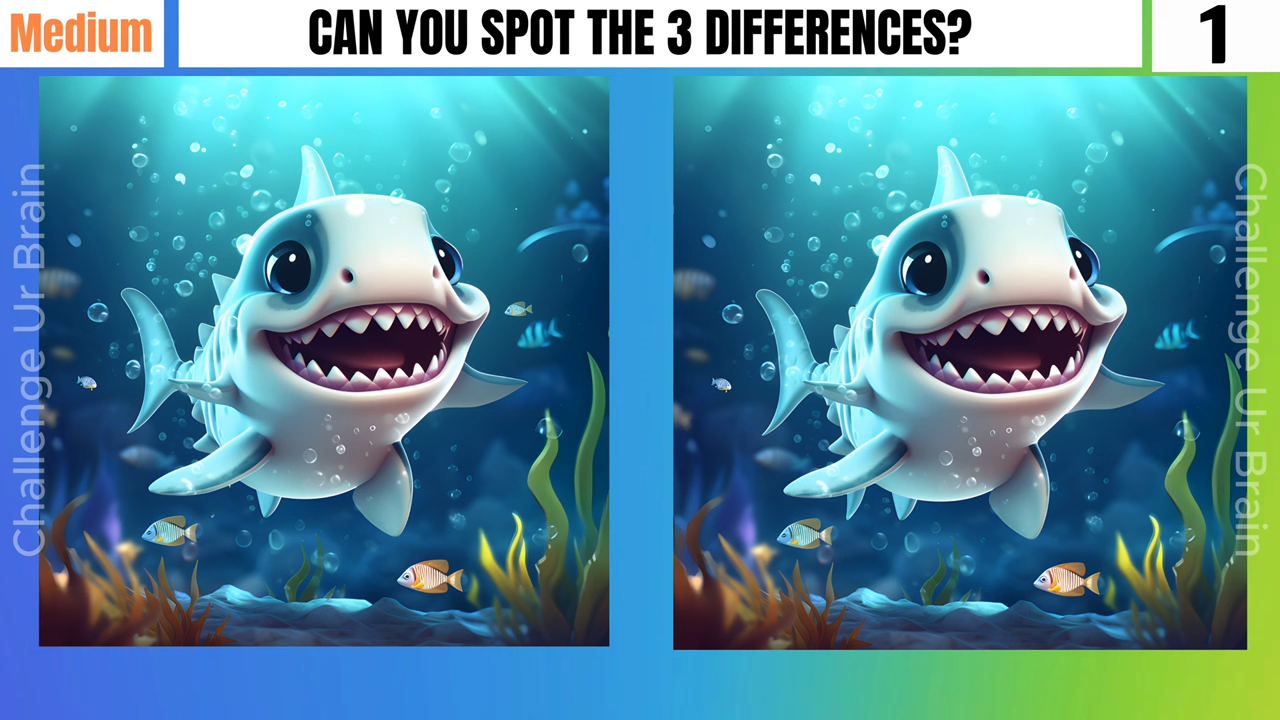 Medium
CAN YOU SPOT THE 3 DIFFERENCES?
1
Challenge Ur Brain
Challenge Ur Brain